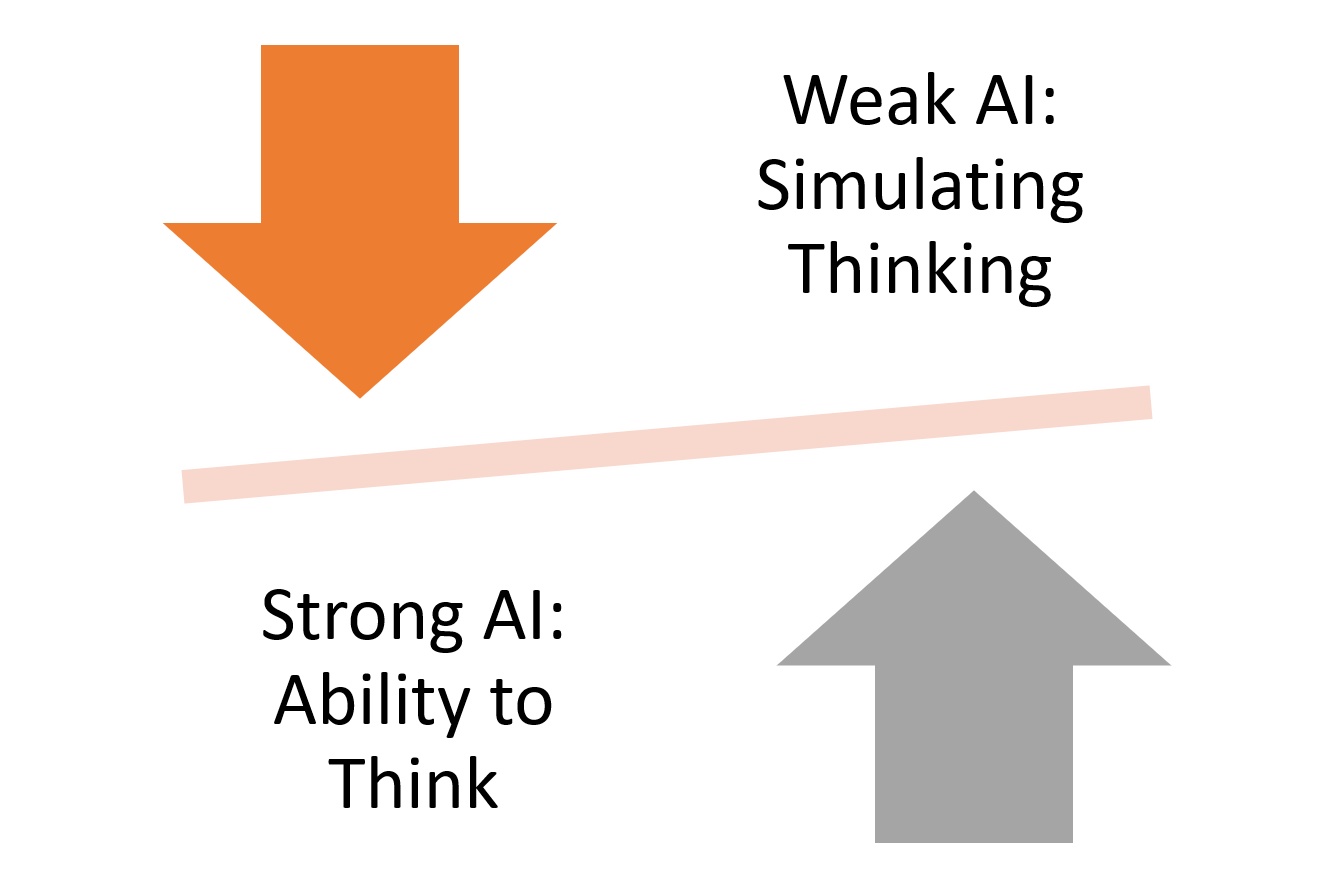 Weak AI:
Simulating
Thinking
Strong AI:
Ability to
Think